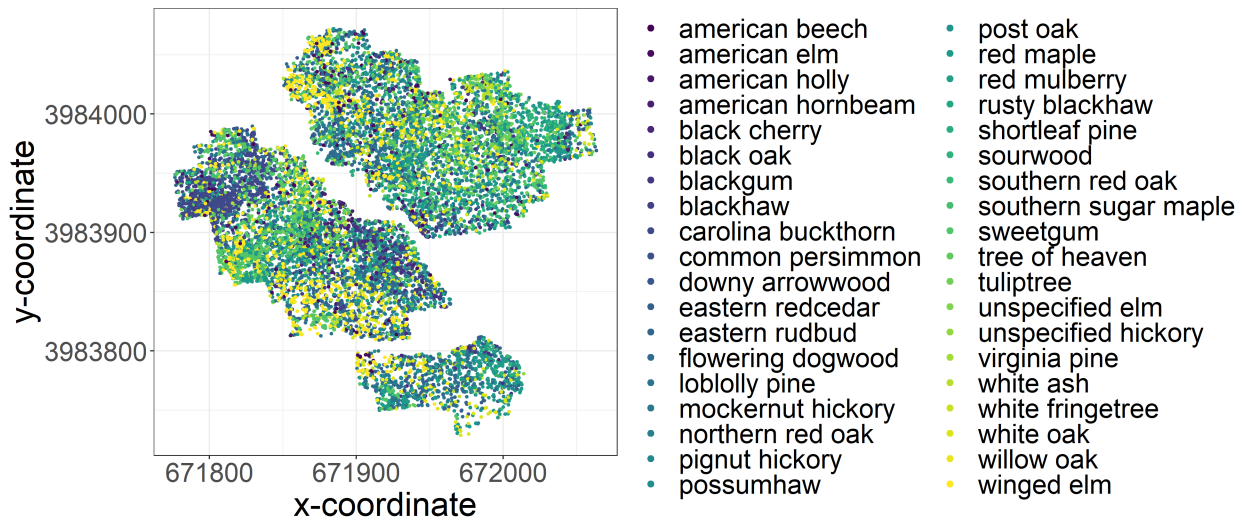 y-coordinate
3984000
3983900
3983800
671800
671900
672000
x-coordinate
american beech
american elm
american holly
american hornbeam
black cherry
black oak
blackgum
blackhaw
carolina buckthorn
common persimmon
downy arrowwood
eastern redcedar
eastern rudbud
flowering dogwood
loblolly pine
mockernut hickory
northern red oak
pignut hickory
possumhaw
post oak
red maple
red mulberry
rusty blackhaw
shortleaf pine
sourwood
southern red oak
southern sugar maple
sweetgum
tree of heaven
tuliptree
unspecified elm
unspecified hickory
virginia pine
white ash
white fringetree
white oak
willow oak
winged elm